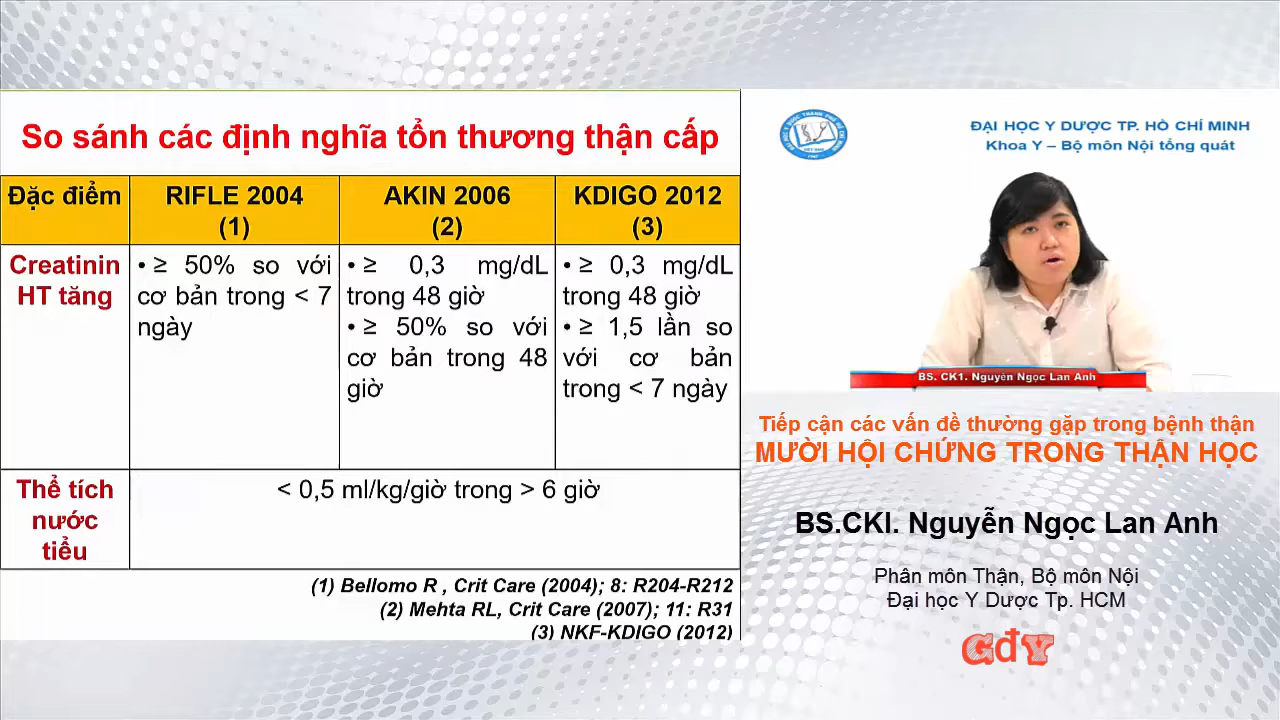 So sánh các định nghĩa tổn thương thận cấp
Đặc điểm
RIFLE 2004
(1)
AKIN 2006
(2)
KDIGO 2012
(3)
Creatinin
HT tăng
• ≥ 50% so với
cơ bản trong < 7
ngày
• ≥ 0,3 mg/dL
trong 48 giờ
• ≥ 50% so với
cơ bản trong 48
giờ
• ≥ 0,3 mg/dL
trong 48 giờ
• ≥ 1,5 lần so
với cơ bản
trong < 7 ngày
Thể tích
nước
tiểu
< 0,5 ml/kg/giờ trong > 6 giờ
(1) Bellomo R , Crit Care (2004); 8: R204-R212
(2) Mehta RL, Crit Care (2007); 11: R31
(3) NKF-KDIGO (2012)
ĐẠI HỌC Y DƯỢC TP. HỒ CHÍ MINH
Khoa Y – Bộ môn Nội tổng quát
BS. CK1. Nguyễn Ngọc Lan Anh
Tiếp cận các vấn đề thường gặp trong bệnh thận
MƯỜI HỘI CHỨNG TRONG THẬN HỌC
BS.CKI. Nguyễn Ngọc Lan Anh
Phân môn Thận, Bộ môn Nội
Đại học Y Dược Tp. HCM
GđY